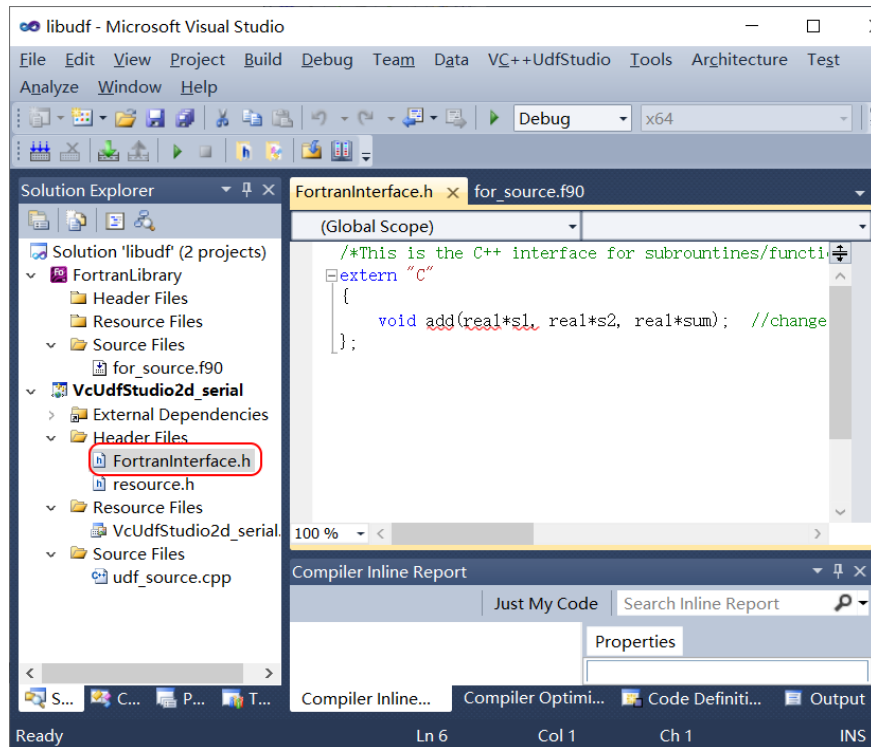 libudf - Microsoft Visual Studio
File Edit View Project Build Debug Team Data VC++UdfStudio Tools Architecture Test
Analyze Window Help
Debug x64
Solution Explorer
Solution 'libudf' (2 projects)
FortranLibrary
Header Files
Resource Files
Source Files
for_source.f90
VcUdfStudio2d_serial
External Dependencies
Header Files
FortranInterface.h
resource.h
Resource Files
VcUdfStudio2d_serial.
Source Files
udf_source.cpp
S... C... P... T...
FortranInterface.h for_source.f90
(Global Scope)
/*This is the C++ interface for subrountines/functi
extern "C"
{
void add(real*s1, real*s2, real*sum); //change
};
100 %
Compiler Inline Report
Just My Code Search Inline Report
Properties
Compiler Inline... Compiler Optimi... Code Definiti... Output
Ready Ln 6 Col 1 Ch 1 INS